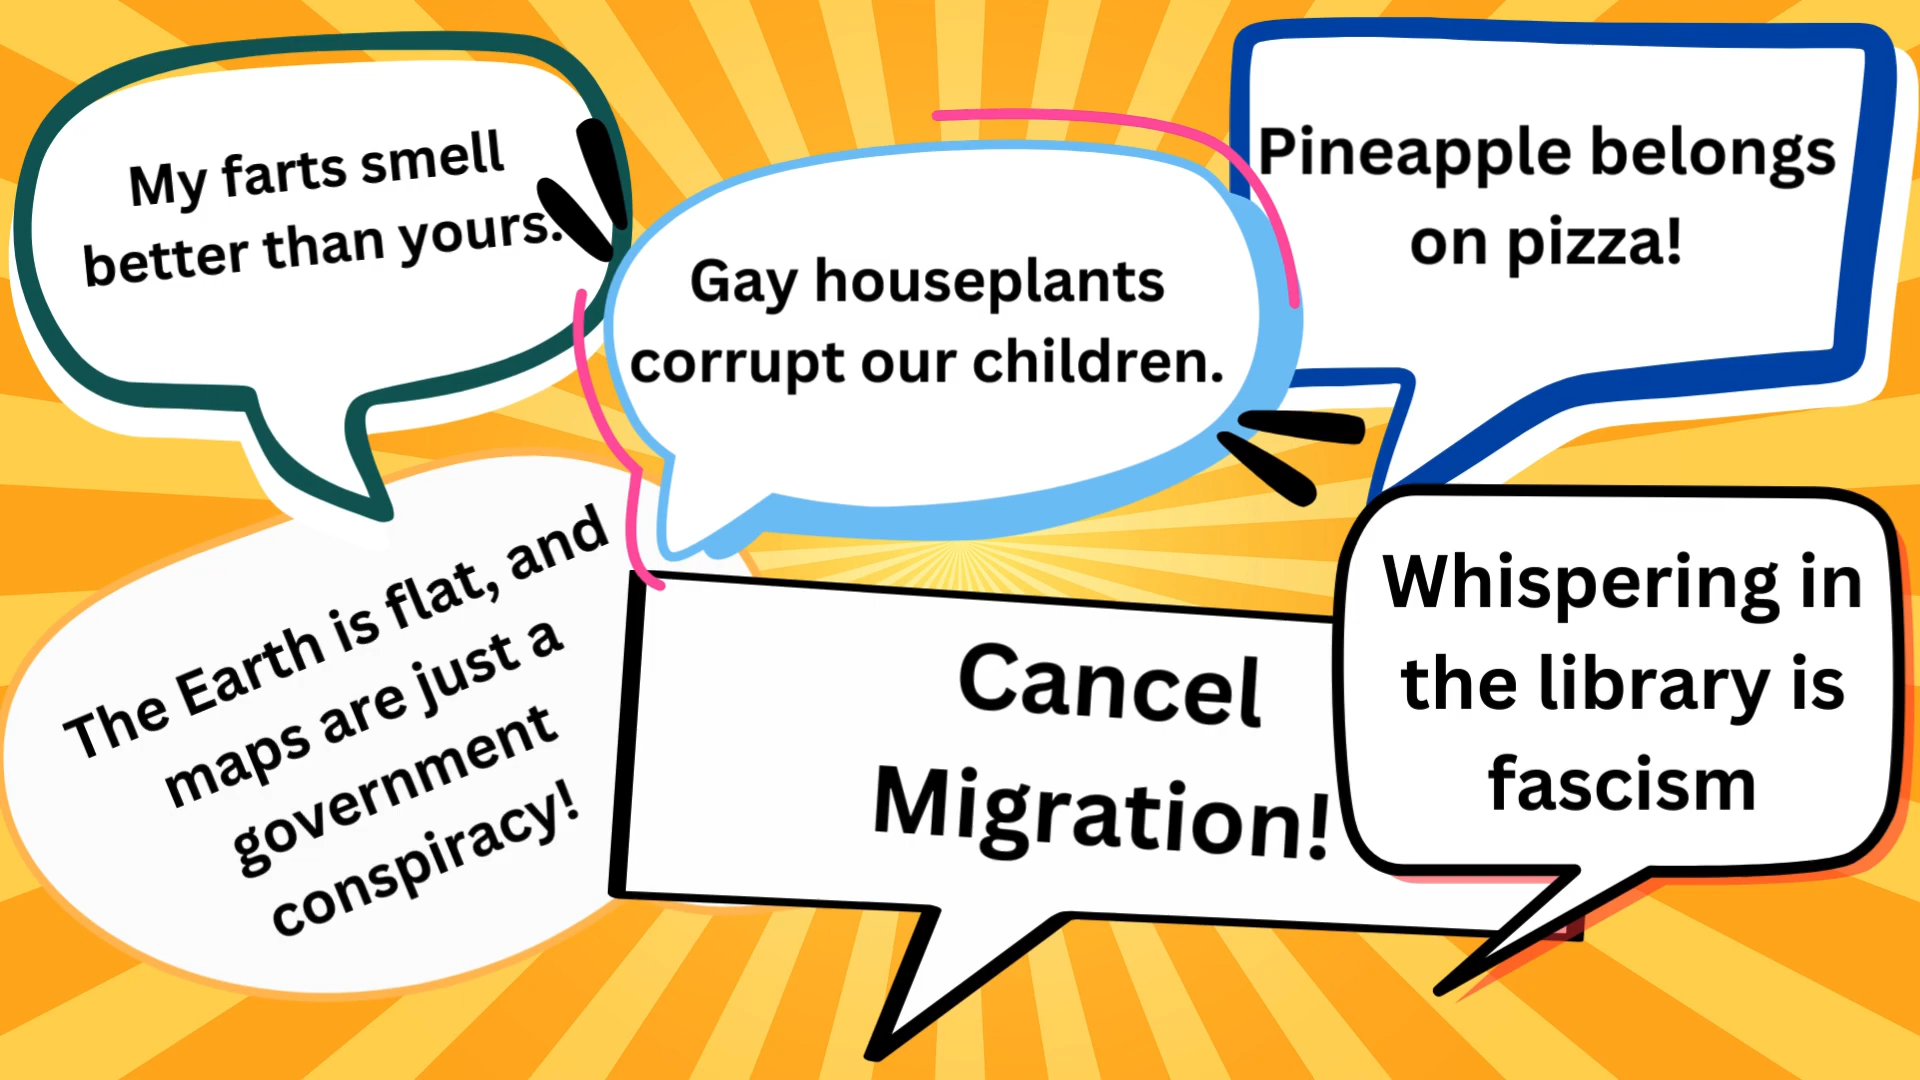 My farts smell
better than yours.
Gay houseplants
corrupt our children.
Pineapple belongs
on pizza!
The Earth is flat, and
maps are just a
government
conspiracy!
Cancel
Migration!
Whispering in
the library is
fascism